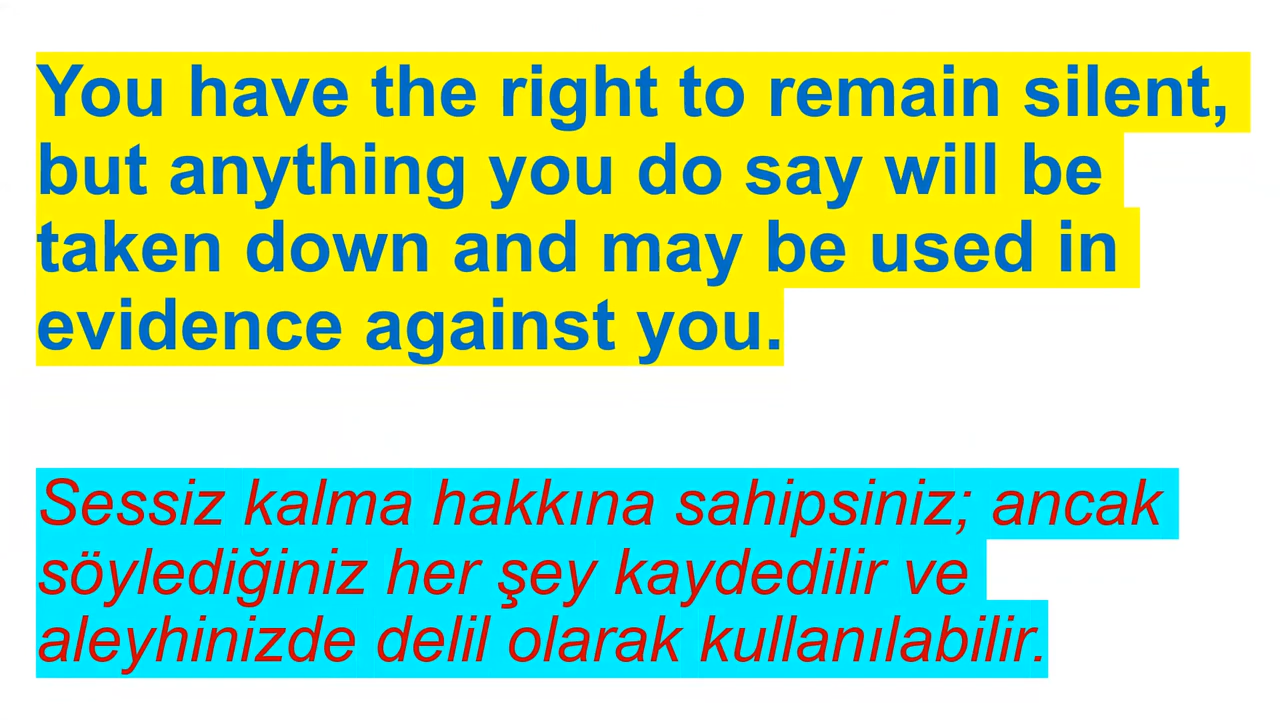 You have the right to remain silent,
but anything you do say will be
taken down and may be used in
evidence against you.
Sessiz kalma hakkına sahipsiniz; ancak
söylediğiniz her şey kaydedilir ve
aleyhinizde delil olarak kullanılabilir.